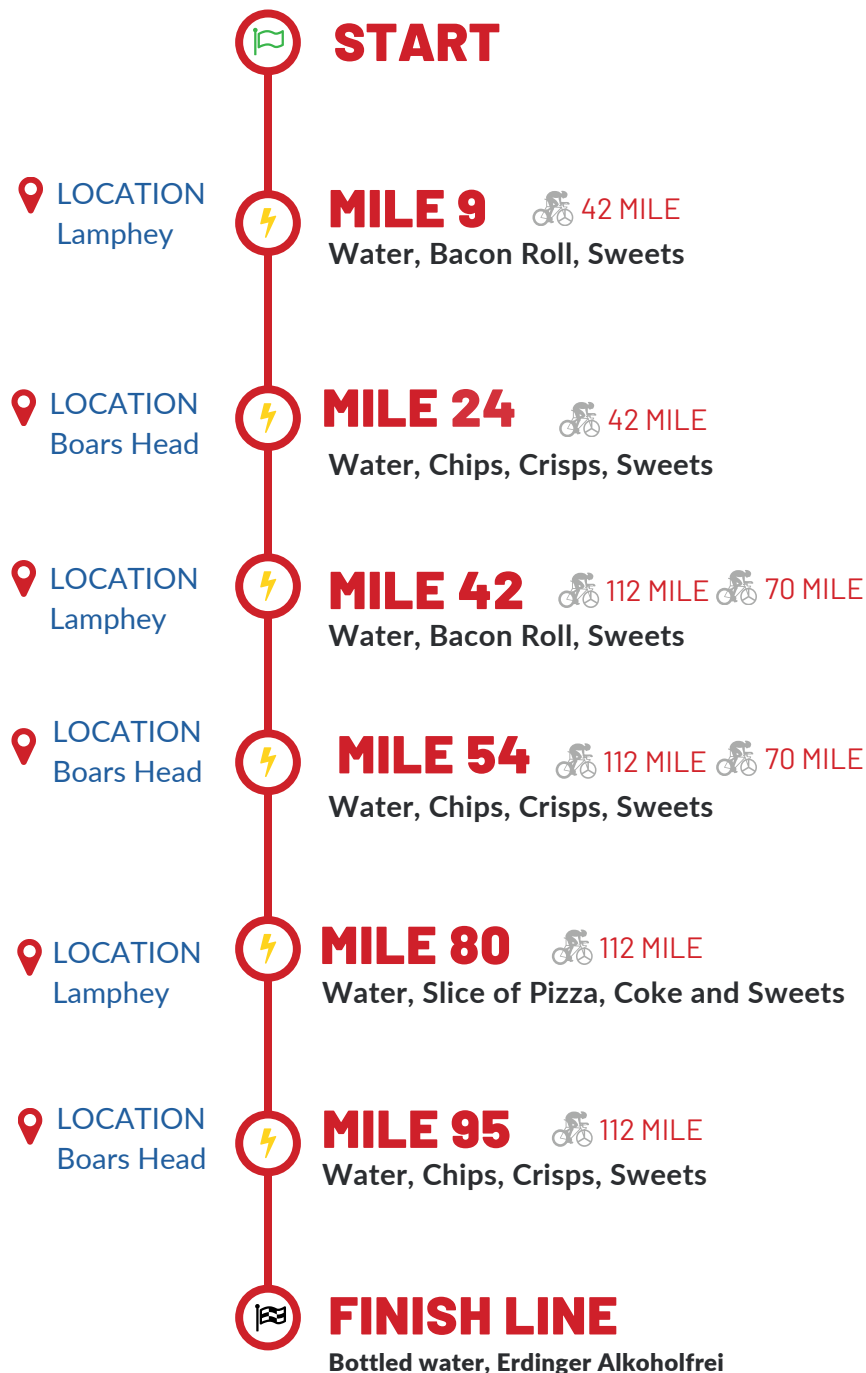 START
LOCATION
Lamphey
MILE 9
42 MILE
Water, Bacon Roll, Sweets
LOCATION
Boars Head
MILE 24
42 MILE
Water, Chips, Crisps, Sweets
LOCATION
Lamphey
MILE 42
112 MILE
70 MILE
Water, Bacon Roll, Sweets
LOCATION
Boars Head
MILE 54
112 MILE
70 MILE
Water, Chips, Crisps, Sweets
LOCATION
Lamphey
MILE 80
112 MILE
Water, Slice of Pizza, Coke and Sweets
LOCATION
Boars Head
MILE 95
112 MILE
Water, Chips, Crisps, Sweets
FINISH LINE
Bottled water, Erdinger Alkoholfrei